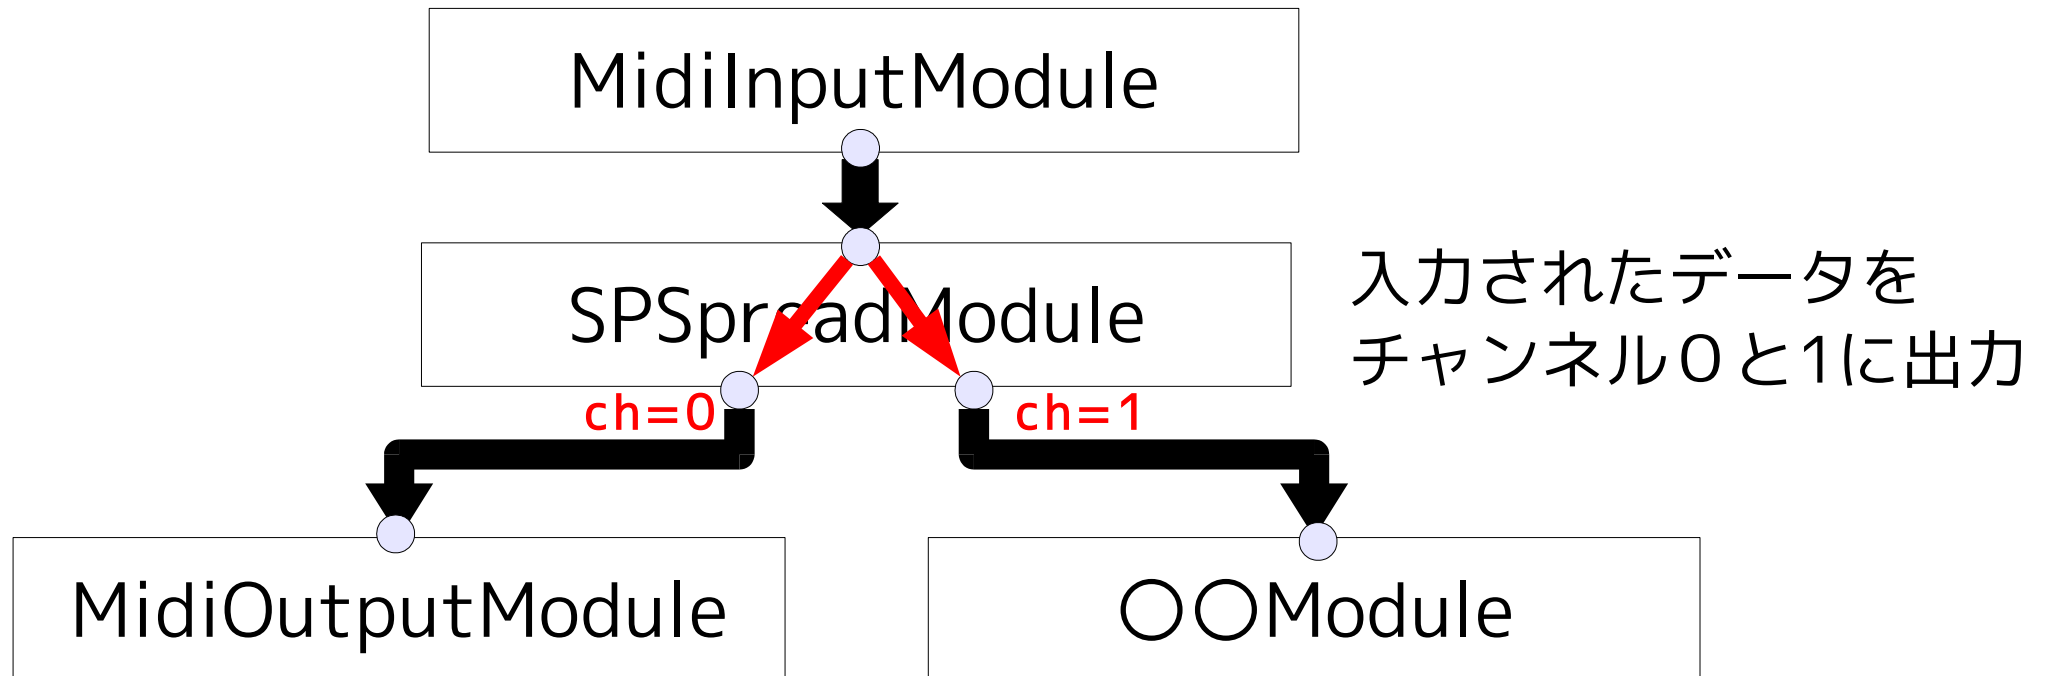 MidiInputModule
SPSpreadModule
入力されたデータを
チャンネル０と1に出力
ch=0
ch=1
MidiOutputModule
〇〇Module